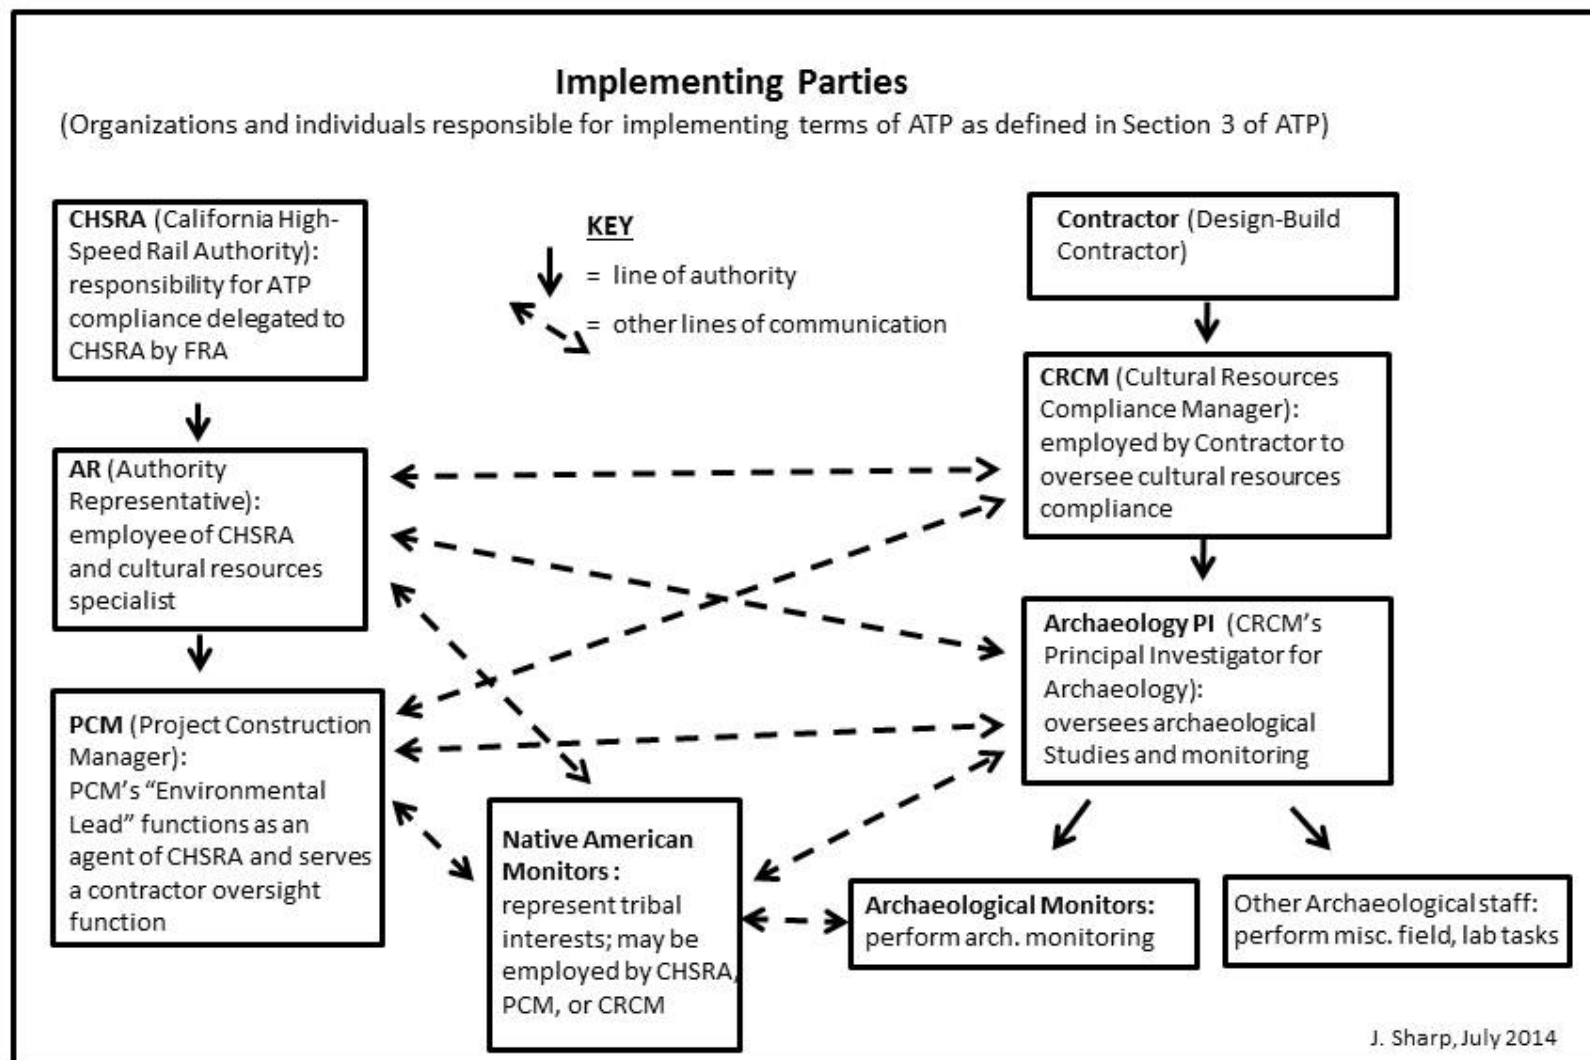 Implementing Parties
(Organizations and individuals responsible for implementing terms of ATP as defined in Section 3 of ATP)
CHSRA (California High-
Speed Rail Authority):
responsibility for ATP
compliance delegated to
CHSRA by FRA
KEY
= line of authority
= other lines of communication
Contractor (Design-Build
Contractor)
CRCM (Cultural Resources
Compliance Manager):
employed by Contractor to
oversee cultural resources
compliance
AR (Authority
Representative):
employee of CHSRA
and cultural resources
specialist
Archaeology PI (CRCM’s
Principal Investigator for
Archaeology):
oversees archaeological
Studies and monitoring
PCM (Project Construction
Manager):
PCM’s “Environmental
Lead” functions as an
agent of CHSRA and serves
a contractor oversight
function
Native American
Monitors :
represent tribal
interests; may be
employed by CHSRA,
PCM, or CRCM
Archaeological Monitors:
perform arch. monitoring
Other Archaeological staff:
perform misc. field, lab tasks
J. Sharp, July 2014